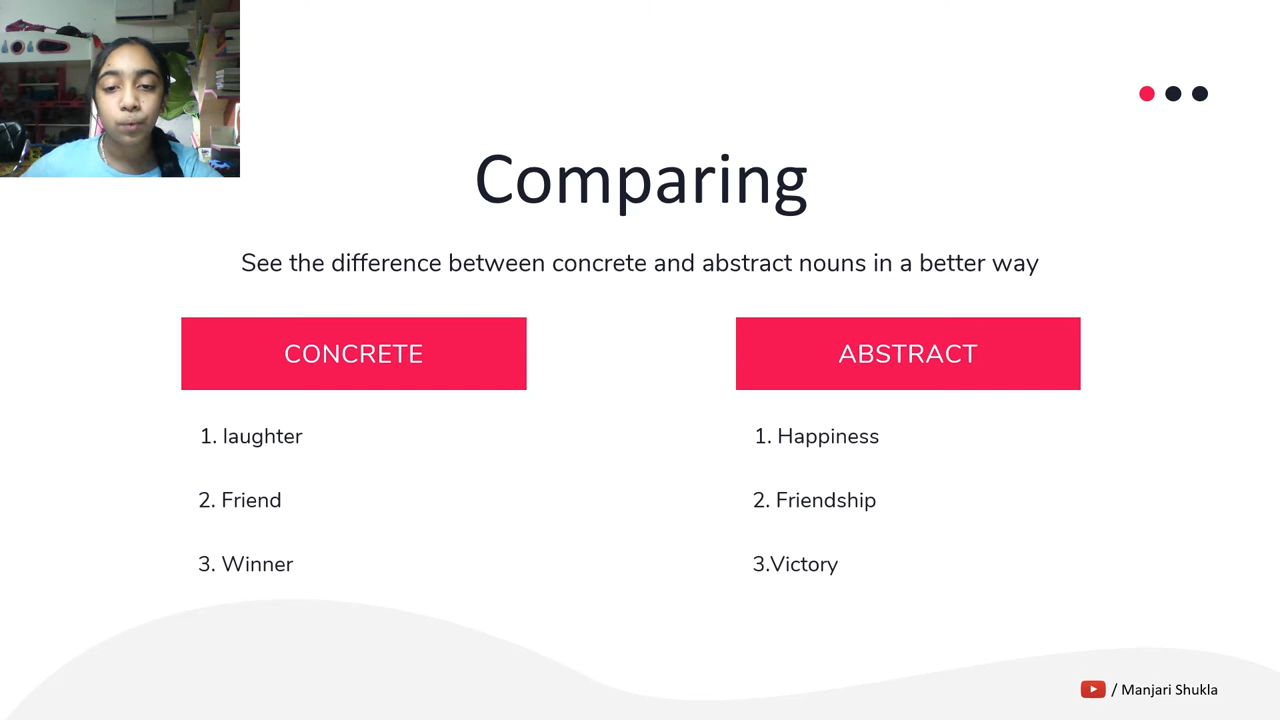 Comparing
See the difference between concrete and abstract nouns in a better way
CONCRETE
1. laughter
2. Friend
3. Winner
ABSTRACT
1. Happiness
2. Friendship
3.Victory
/ Manjari Shukla